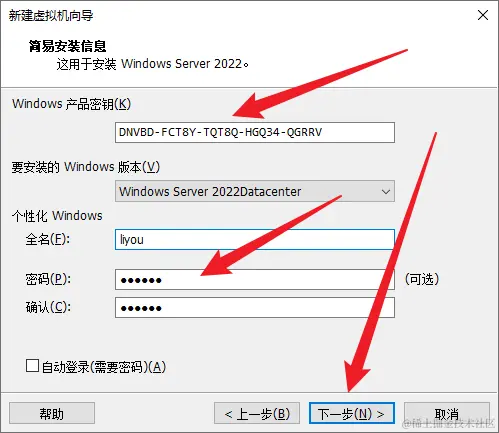 新建虚拟机向导
简易安装信息
这用于安装 Windows Server 2022。
Windows 产品密钥(K)
DNVBD-FCT8Y-TQT8Q-HGQ34-QGRRV
要安装的 Windows 版本(V)
Windows Server 2022Datacenter
个性化 Windows
全名(F): liyou
密码(P): ●●●●●● (可选)
确认(C): ●●●●●●
自动登录(需要密码)(A)
帮助 < 上一步(B) 下一步(N) > 取消
@稀土掘金技术社区